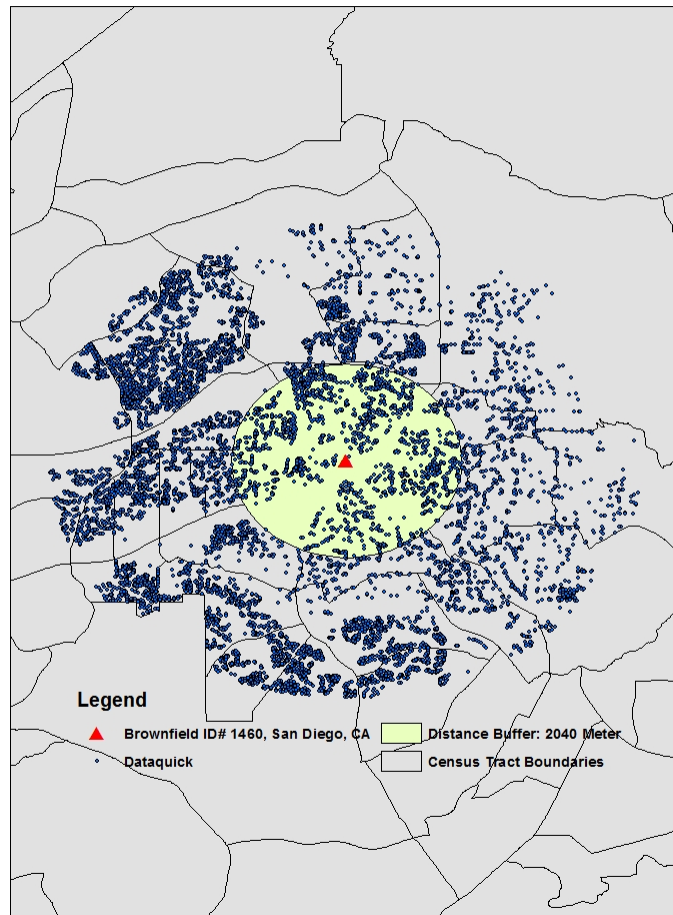 Legend
Brownfield ID# 1460, San Diego, CA
Distance Buffer: 2040 Meter
Dataquick
Census Tract Boundaries